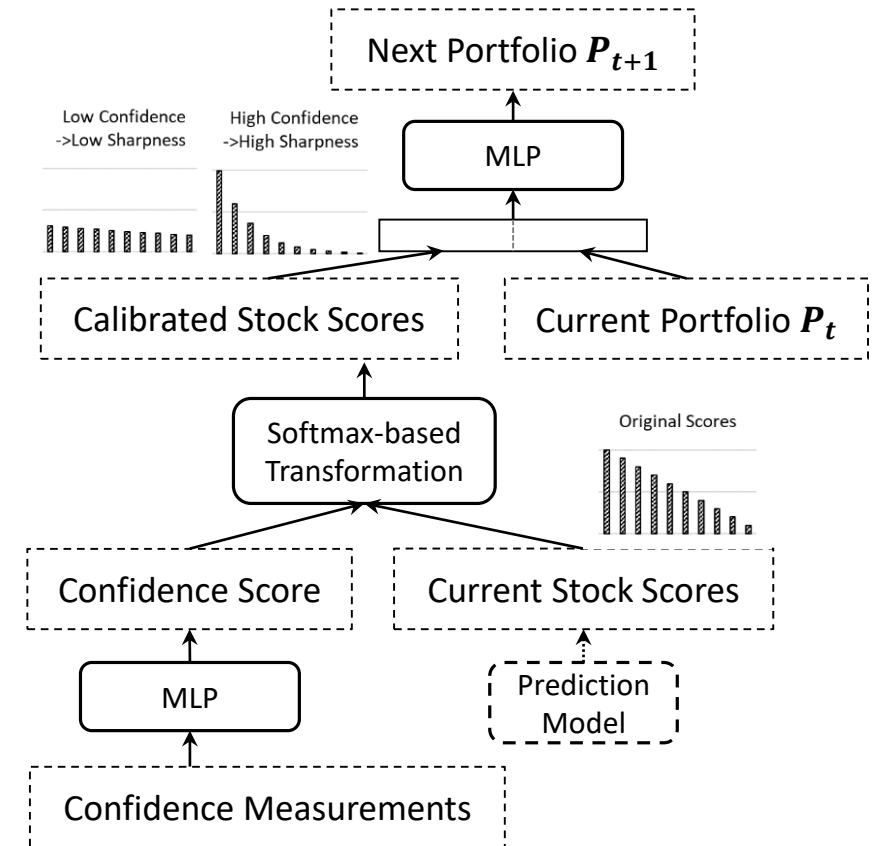 Next Portfolio P_{t+1}
Low Confidence
->Low Sharpness
High Confidence
->High Sharpness
MLP
Calibrated Stock Scores
Current Portfolio P_t
Softmax-based
Transformation
Original Scores
Confidence Score
Current Stock Scores
MLP
Prediction
Model
Confidence Measurements